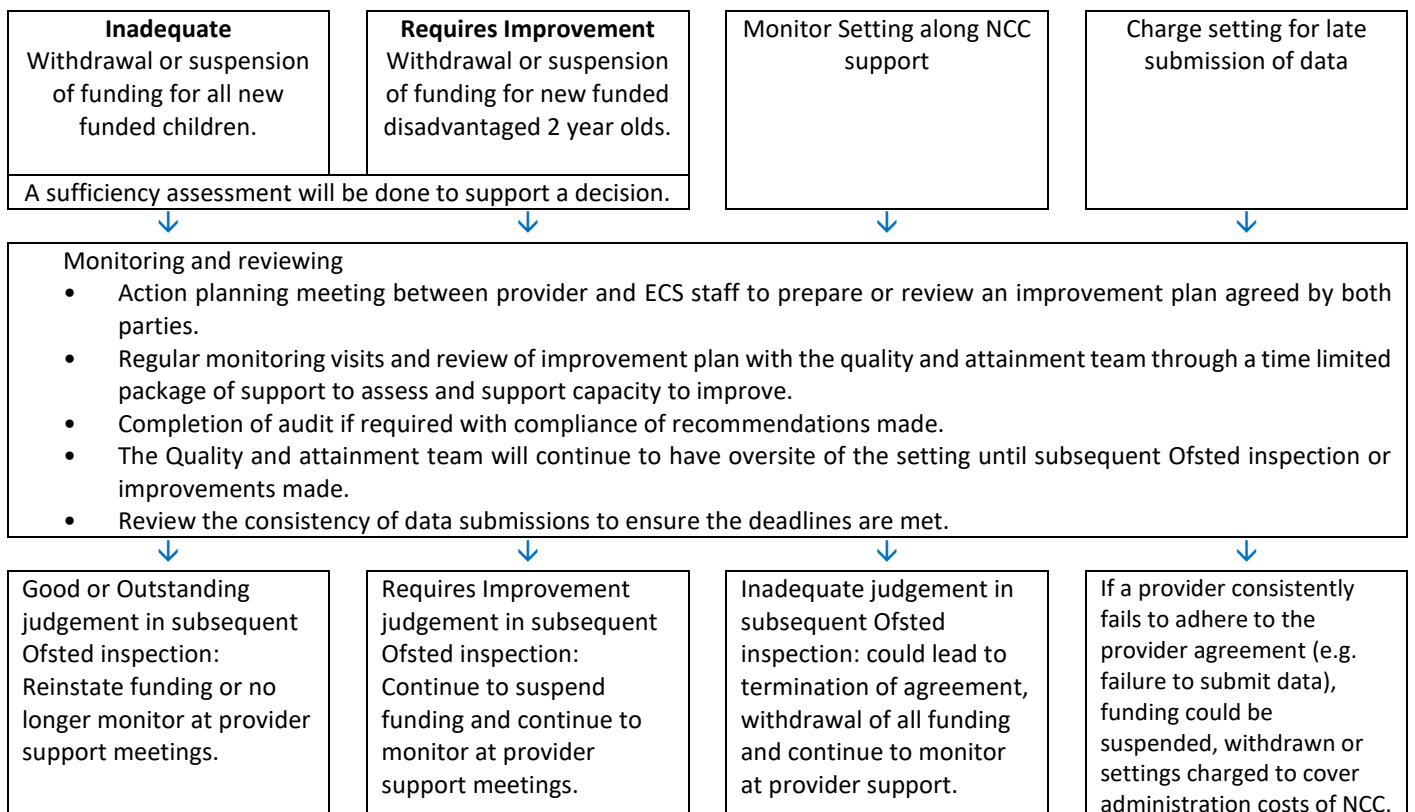 Inadequate
Withdrawal or suspension
of funding for all new
funded children.
Requires Improvement
Withdrawal or suspension
of funding for new funded
disadvantaged 2 year olds.
A sufficiency assessment will be done to support a decision.
Monitor Setting along NCC
support
Charge setting for late
submission of data
Monitoring and reviewing
• Action planning meeting between provider and ECS staff to prepare or review an improvement plan agreed by both
parties.
• Regular monitoring visits and review of improvement plan with the quality and attainment team through a time limited
package of support to assess and support capacity to improve.
• Completion of audit if required with compliance of recommendations made.
• The Quality and attainment team will continue to have oversite of the setting until subsequent Ofsted inspection or
improvements made.
• Review the consistency of data submissions to ensure the deadlines are met.
Good or Outstanding
judgement in subsequent
Ofsted inspection:
Reinstate funding or no
longer monitor at provider
support meetings.
Requires Improvement
judgement in subsequent
Ofsted inspection:
Continue to suspend
funding and continue to
monitor at provider
support meetings.
Inadequate judgement in
subsequent Ofsted
inspection: could lead to
termination of agreement,
withdrawal of all funding
and continue to monitor
at provider support.
If a provider consistently
fails to adhere to the
provider agreement (e.g.
failure to submit data),
funding could be
suspended, withdrawn or
settings charged to cover
administration costs of NCC.